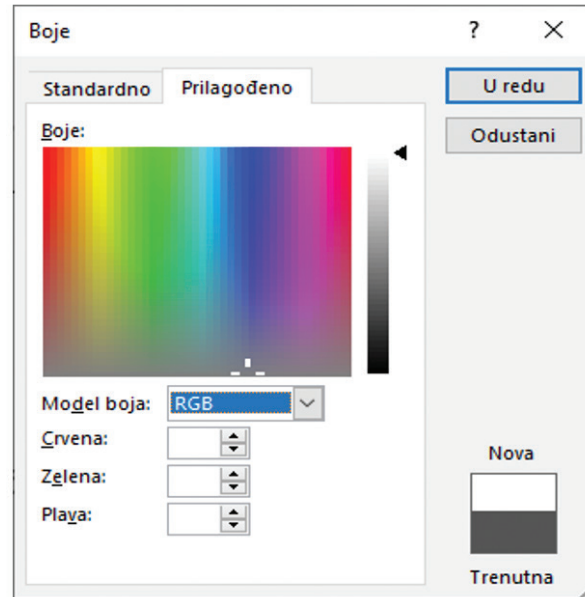 Boje ?
Standardno Prilagođeno
U redu
Odustani
Boje:
Model boja: RGB
Crvena:
Zelena:
Plava:
Nova
Trenutna